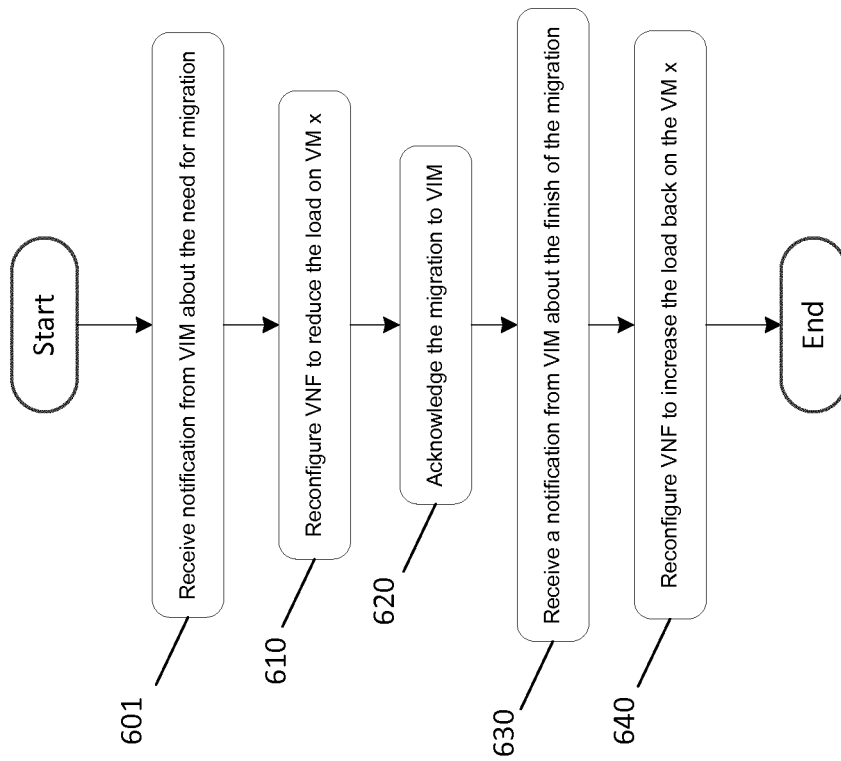 Start
Receive notification from VIM about the need for migration
601
Reconfigure VNF to reduce the load on VM x
610
Acknowledge the migration to VIM
620
Receive a notification from VIM about the finish of the migration
630
Reconfigure VNF to increase the load back on the VM x
640
End